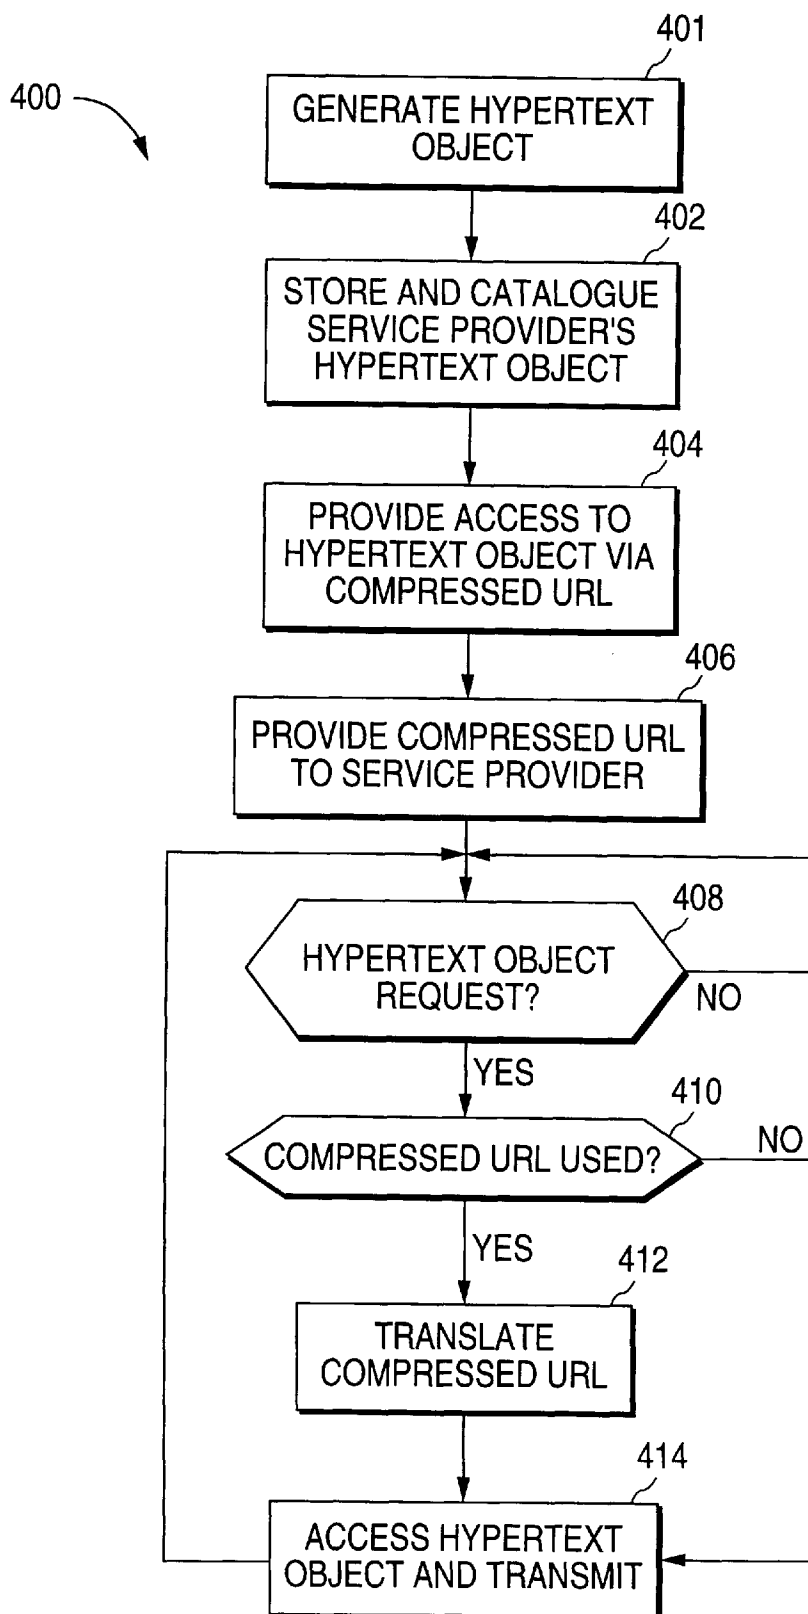 401
400
GENERATE HYPERTEXT
OBJECT
402
STORE AND CATALOGUE
SERVICE PROVIDER'S
HYPERTEXT OBJECT
404
PROVIDE ACCESS TO
HYPERTEXT OBJECT VIA
COMPRESSED URL
406
PROVIDE COMPRESSED URL
TO SERVICE PROVIDER
408
HYPERTEXT OBJECT
REQUEST?
NO
YES
410
COMPRESSED URL USED?
NO
YES
412
TRANSLATE
COMPRESSED URL
414
ACCESS HYPERTEXT
OBJECT AND TRANSMIT